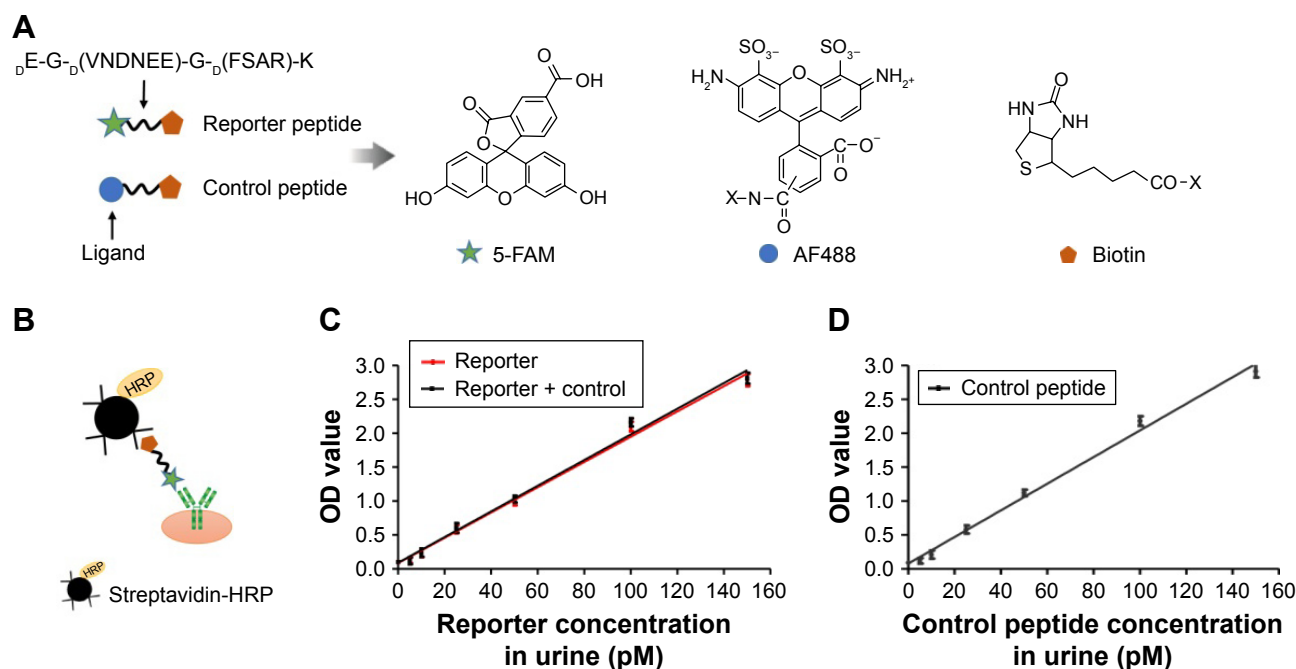 A
DE-G-D(VNDNEE)-G-D(FSAR)-K
Reporter peptide
Control peptide
Ligand
O
OH
O
O
HO
O
OH
5-FAM
SO3− SO3−
H2N
O
NH2+
C–O−
O
X–N–C
O
AF488
O
HN
NH
S
CO–X
Biotin
B
HRP
HRP
Streptavidin-HRP
C
Reporter
Reporter + control
OD value
3.0
2.5
2.0
1.5
1.0
0.5
0.0
0 20 40 60 80 100 120 140 160
Reporter concentration
in urine (pM)
D
Control peptide
OD value
3.0
2.5
2.0
1.5
1.0
0.5
0.0
0 20 40 60 80 100 120 140 160
Control peptide concentration
in urine (pM)